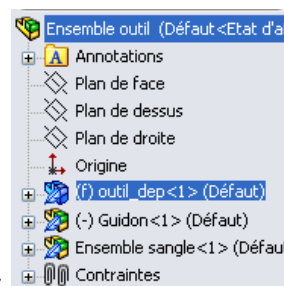 Ensemble outil (Défaut<Etat d'a
Annotations
Plan de face
Plan de dessus
Plan de droite
Origine
(f) outil_dep<1> (Défaut)
(-) Guidon<1> (Défaut)
Ensemble sangle<1> (Défau
Contraintes